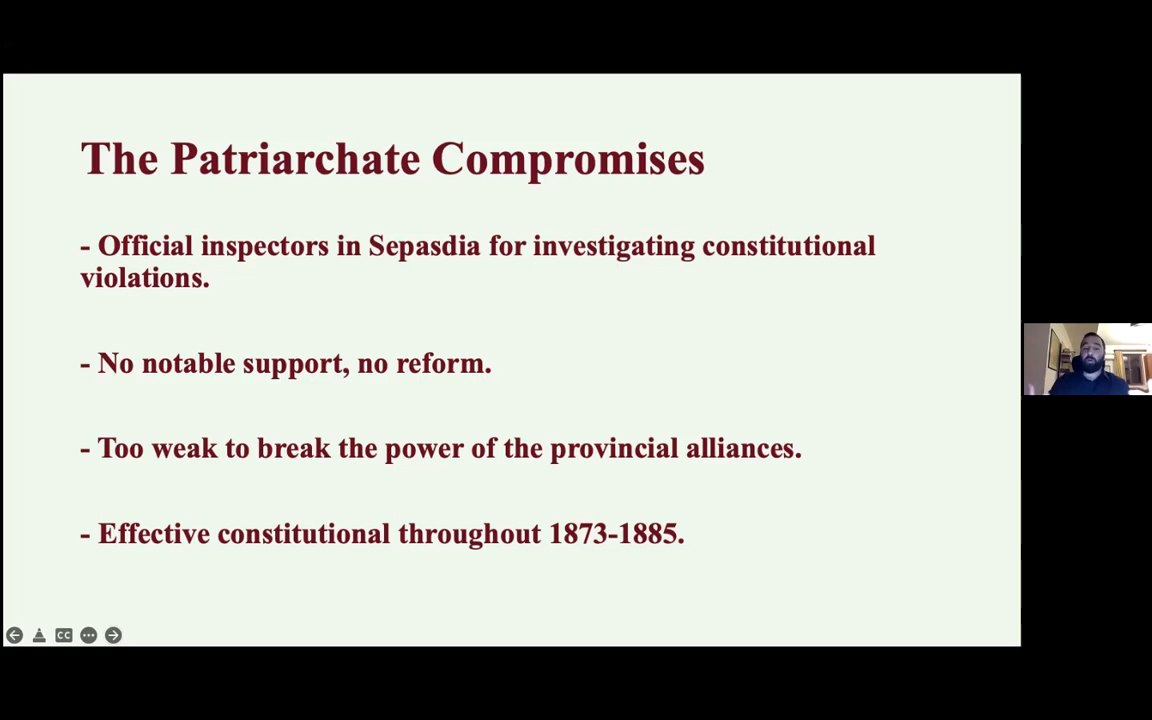 The Patriarchate Compromises
- Official inspectors in Sepasdia for investigating constitutional
violations.
- No notable support, no reform.
- Too weak to break the power of the provincial alliances.
- Effective constitutional throughout 1873-1885.
CC